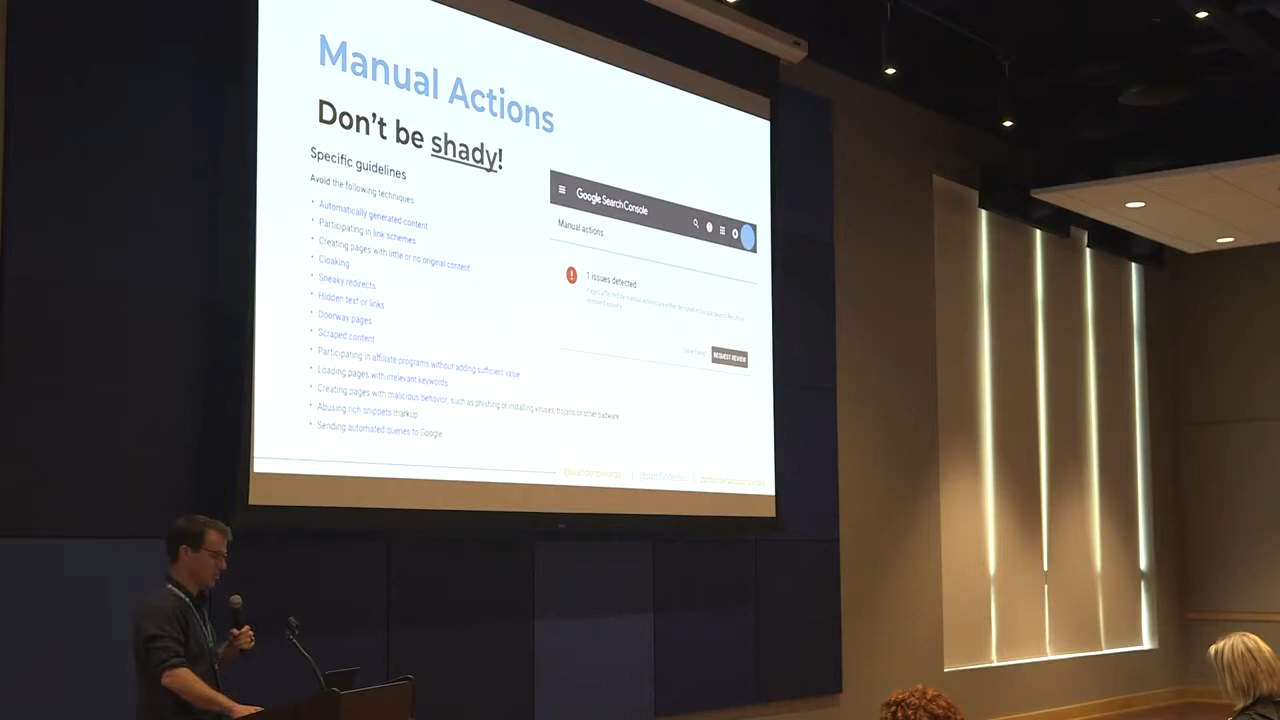 Manual Actions
Don't be shady!
Specific guidelines
Avoid the following techniques:
• Automatically generated content
• Participating in link schemes
• Creating pages with little or no original content
• Cloaking
• Sneaky redirects
• Hidden text or links
• Doorway pages
• Scraped content
• Participating in affiliate programs without adding sufficient value
• Loading pages with irrelevant keywords
• Creating pages with malicious behavior, such as phishing or installing viruses, trojans, or other badware
• Abusing rich snippets markup
• Sending automated queries to Google
Google Search Console
Manual actions
1 issues detected
REQUEST REVIEW